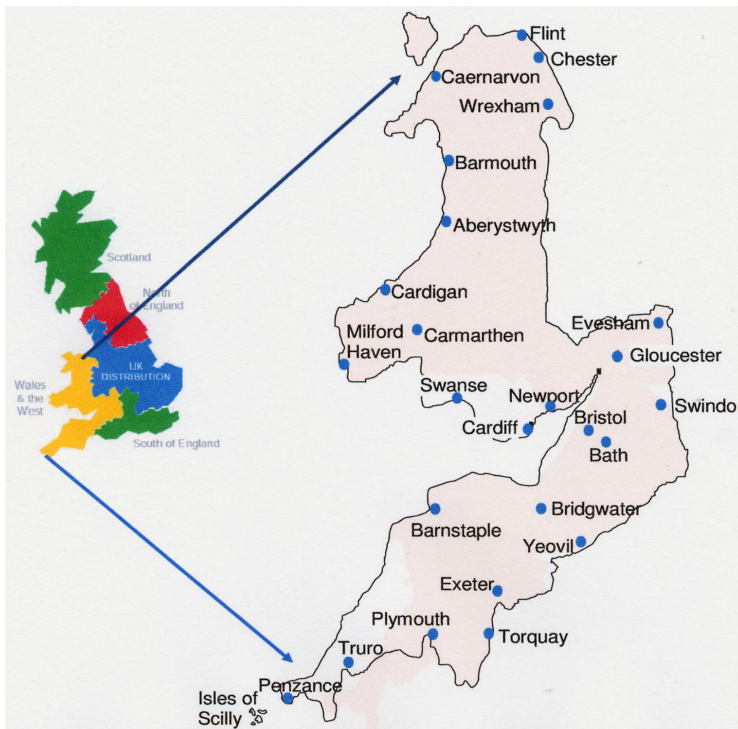 Flint
Chester
Caernarvon
Wrexham
Barmouth
Aberystwyth
Scotland
North
of England
Cardigan
Milford
Haven
Carmarthen
Evesham
Gloucester
UK
DISTRIBUTION
Wales
& the
West
Swanse
Newport
Swindo
Cardiff
Bristol
Bath
South of England
Barnstaple
Bridgwater
Yeovil
Exeter
Plymouth
Torquay
Truro
Penzance
Isles of
Scilly